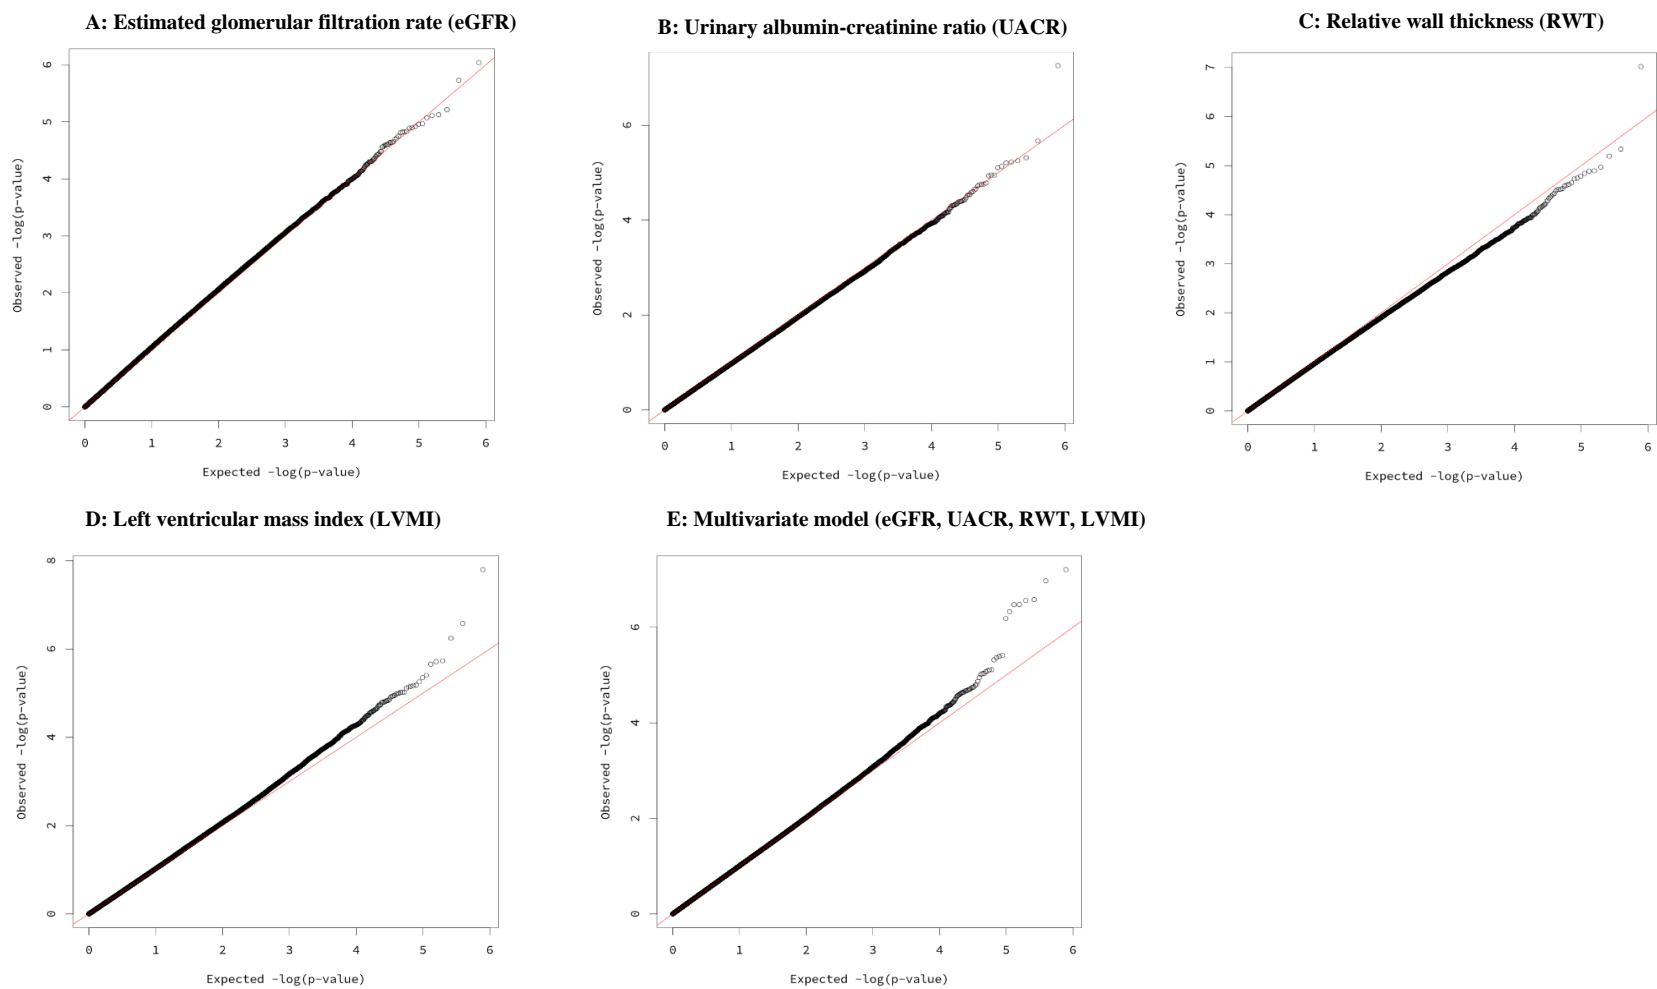 A: Estimated glomerular filtration rate (eGFR)
B: Urinary albumin-creatinine ratio (UACR)
C: Relative wall thickness (RWT)
Observed -log(p-value)
6
5
4
3
2
1
0
0 1 2 3 4 5 6
Expected -log(p-value)
Observed -log(p-value)
6
4
2
0
0 1 2 3 4 5 6
Expected -log(p-value)
Observed -log(p-value)
7
6
5
4
3
2
1
0
0 1 2 3 4 5 6
Expected -log(p-value)
D: Left ventricular mass index (LVMI)
E: Multivariate model (eGFR, UACR, RWT, LVMI)
Observed -log(p-value)
8
6
4
2
0
0 1 2 3 4 5 6
Expected -log(p-value)
Observed -log(p-value)
6
4
2
0
0 1 2 3 4 5 6
Expected -log(p-value)